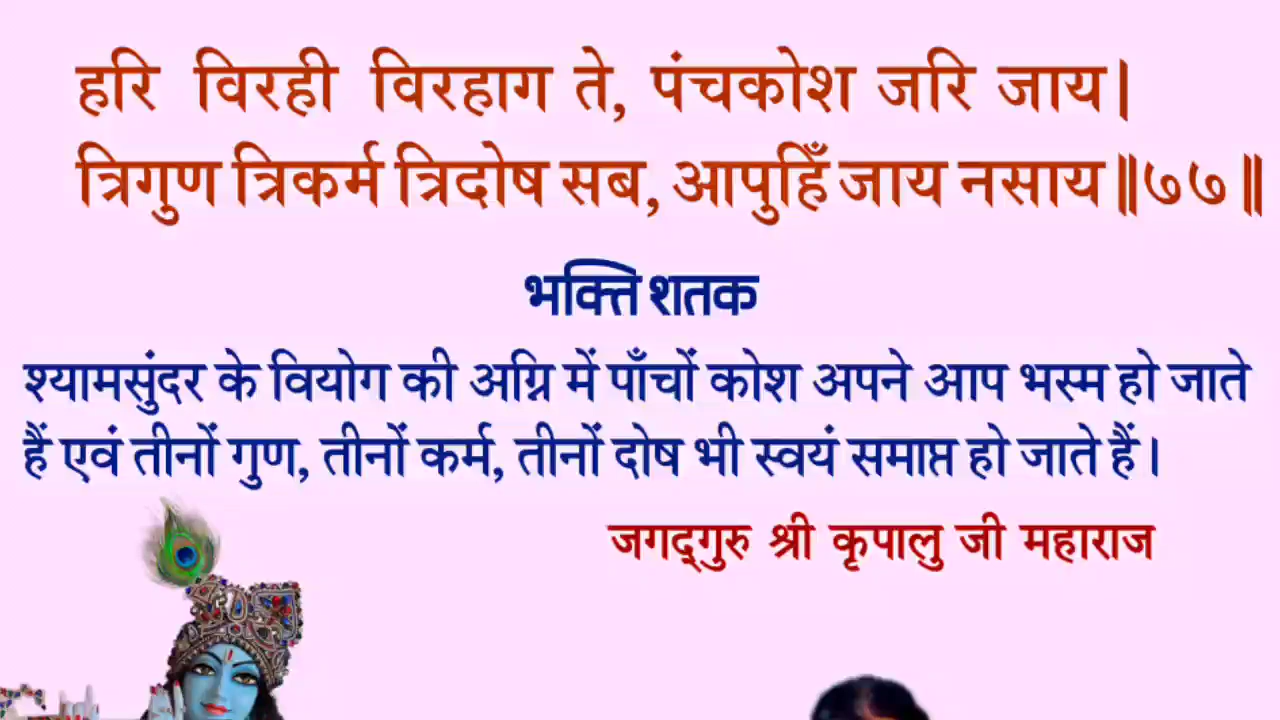 हरि विरही विरहाग ते, पंचकोश जरि जाय।
त्रिगुण त्रिकर्म त्रिदोष सब, आपुहिँ जाय नसाय॥७७॥
भक्ति शतक
श्यामसुंदर के वियोग की अग्नि में पाँचों कोश अपने आप भस्म हो जाते
हैं एवं तीनों गुण, तीनों कर्म, तीनों दोष भी स्वयं समाप्त हो जाते हैं।
जगद्गुरु श्री कृपालु जी महाराज